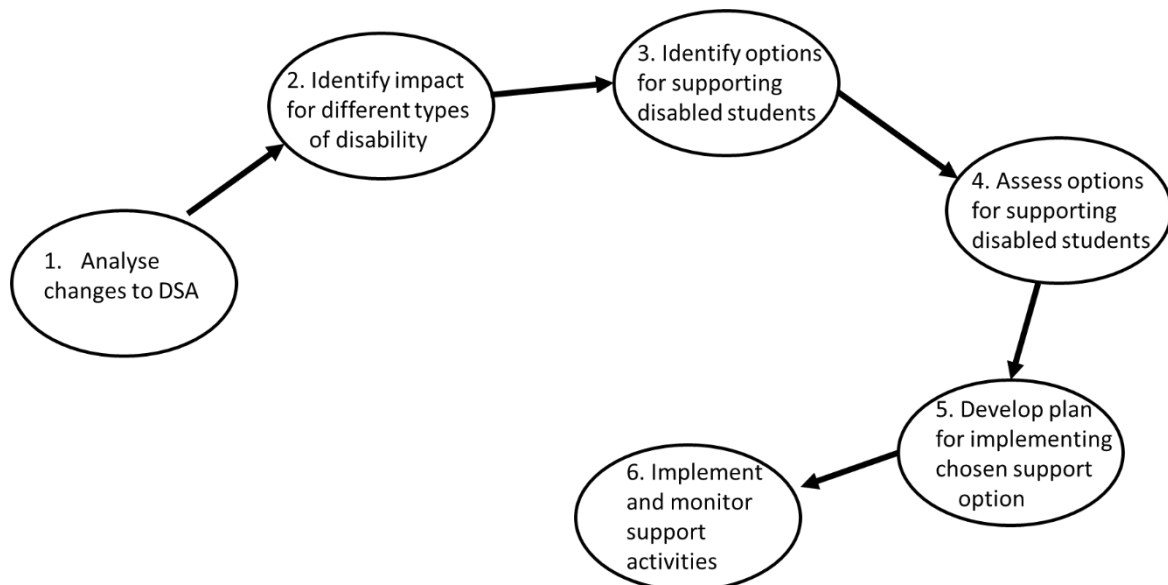 1. Analyse
changes to DSA
2. Identify impact
for different types
of disability
3. Identify options
for supporting
disabled students
4. Assess options
for supporting
disabled students
5. Develop plan
for implementing
chosen support
option
6. Implement
and monitor
support
activities